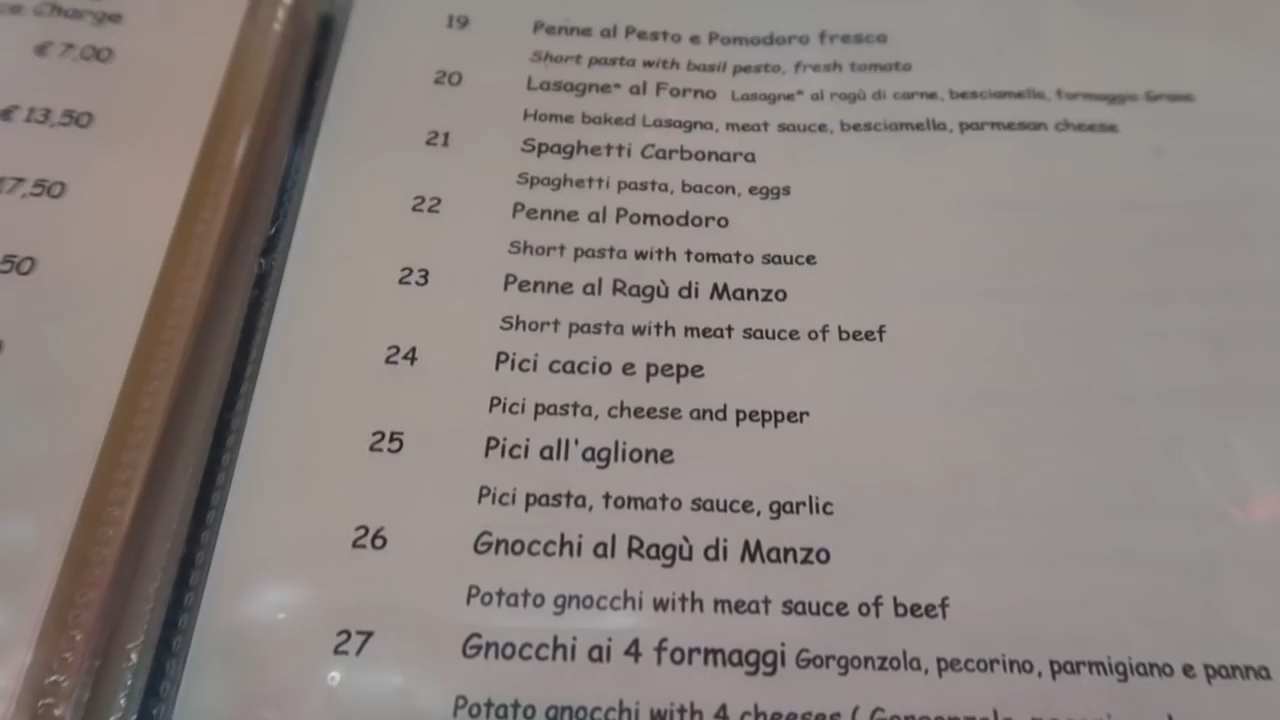 Charge
€ 7,00
€ 13,50
17,50
50
19 Penne al Pesto e Pomodoro fresco
Short pasta with basil pesto, fresh tomato
20 Lasagne* al Forno Lasagne* al ragù di carne, besciamella, formaggio Grana
Home baked Lasagna, meat sauce, besciamella, parmesan cheese
21 Spaghetti Carbonara
Spaghetti pasta, bacon, eggs
22 Penne al Pomodoro
Short pasta with tomato sauce
23 Penne al Ragù di Manzo
Short pasta with meat sauce of beef
24 Pici cacio e pepe
Pici pasta, cheese and pepper
25 Pici all'aglione
Pici pasta, tomato sauce, garlic
26 Gnocchi al Ragù di Manzo
Potato gnocchi with meat sauce of beef
27 Gnocchi ai 4 formaggi Gorgonzola, pecorino, parmigiano e panna
Potato gnocchi with 4 cheeses (